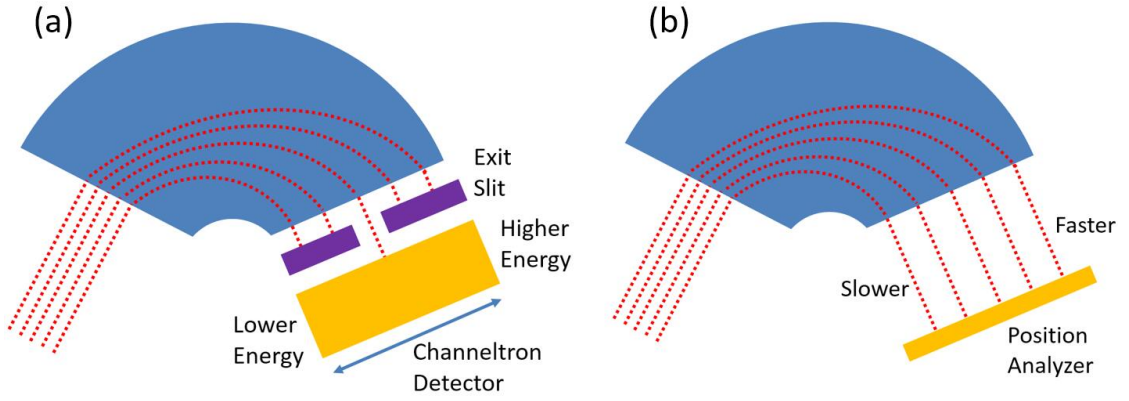 (a)
Exit
Slit
Higher
Energy
Lower
Energy
Channeltron
Detector
(b)
Faster
Slower
Position
Analyzer